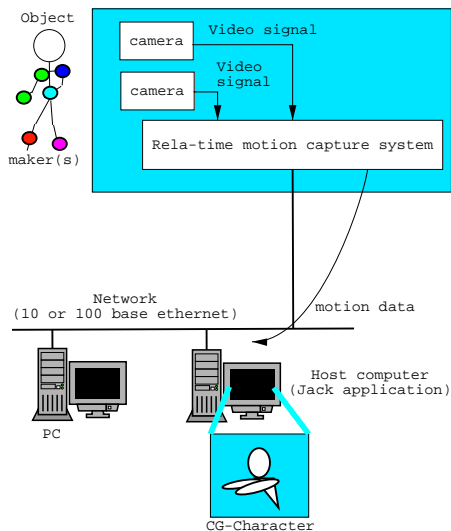 Object
camera
Video signal
Video
signal
camera
Rela-time motion capture system
maker(s)
Network
(10 or 100 base ethernet)
motion data
Host computer
(Jack application)
PC
CG-Character